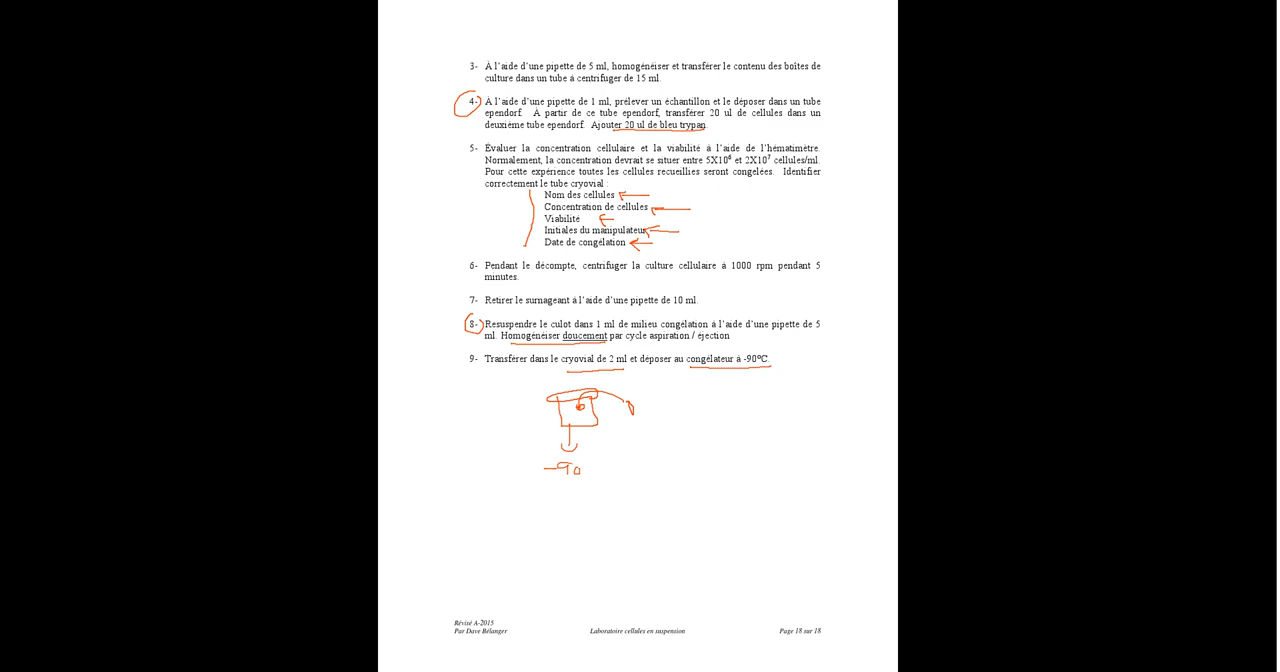 3- À l'aide d'une pipette de 5 ml, homogénéiser et transférer le contenu des boîtes de
culture dans un tube à centrifuger de 15 ml.
4- À l'aide d'une pipette de 1 ml, prélever un échantillon et le déposer dans un tube
ependorf. À partir de ce tube ependorf, transférer 20 ul de cellules dans un
deuxième tube ependorf. Ajouter 20 ul de bleu trypan.
5- Évaluer la concentration cellulaire et la viabilité à l'aide de l'hématimètre.
Normalement, la concentration devrait se situer entre 5X10⁶ et 2X10⁷ cellules/ml.
Pour cette expérience toutes les cellules recueillies seront congelées. Identifier
correctement le tube cryovial :
Nom des cellules
Concentration de cellules
Viabilité
Initiales du manipulateur
Date de congélation
6- Pendant le décompte, centrifuger la culture cellulaire à 1000 rpm pendant 5
minutes.
7- Retirer le surnageant à l'aide d'une pipette de 10 ml.
8- Resuspendre le culot dans 1 ml de milieu congélation à l'aide d'une pipette de 5
ml. Homogénéiser doucement par cycle aspiration / éjection
9- Transférer dans le cryovial de 2 ml et déposer au congélateur à -90°C.
-90
Révisé A-2015
Par Dave Bélanger Laboratoire cellules en suspension Page 18 sur 18